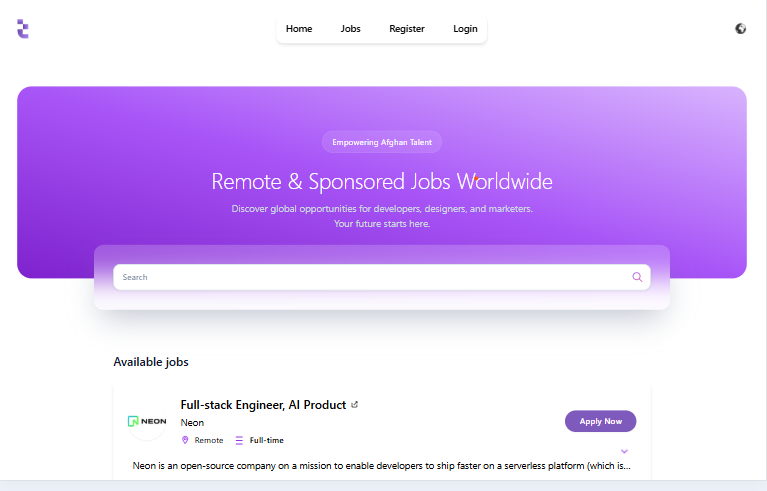 Home Jobs Register Login
Empowering Afghan Talent
Remote & Sponsored Jobs Worldwide
Discover global opportunities for developers, designers, and marketers.
Your future starts here.
Search
Available jobs
Full-stack Engineer, AI Product
NEON
Neon
Apply Now
Remote Full-time
Neon is an open-source company on a mission to enable developers to ship faster on a serverless platform (which is...